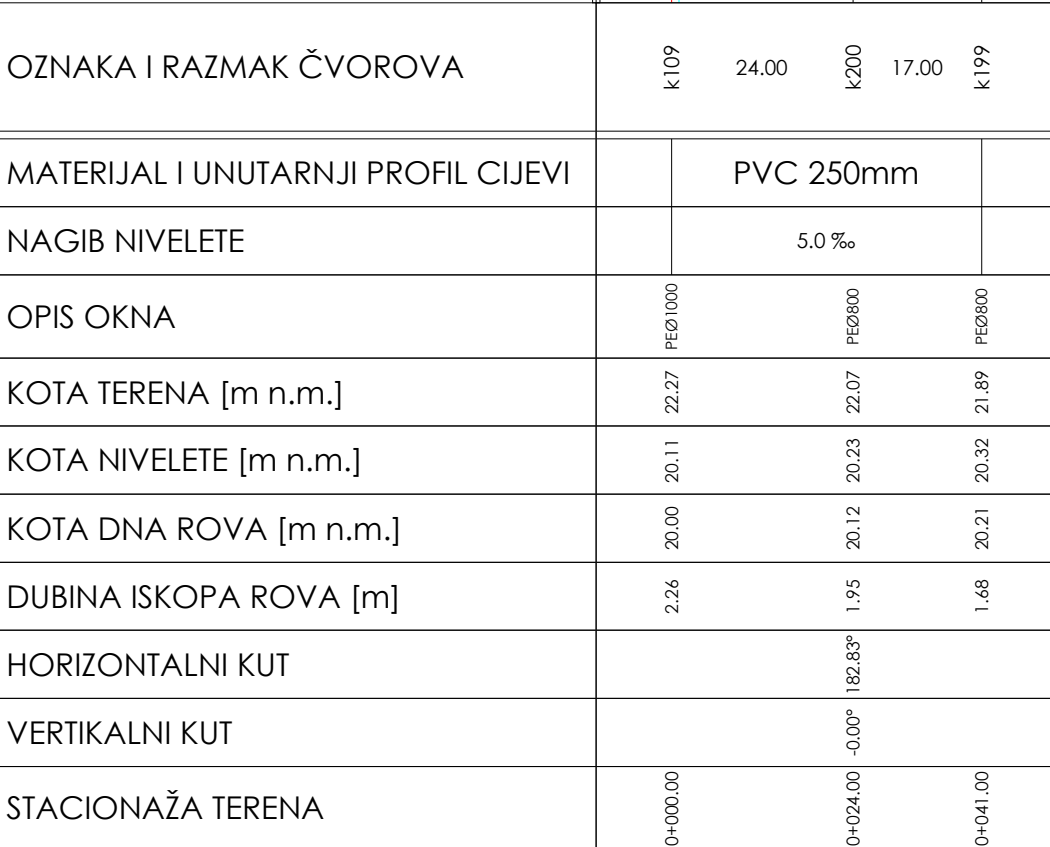 OZNAKA I RAZMAK ČVOROVA k109 24.00 k200 17.00 k199
MATERIJAL I UNUTARNJI PROFIL CIJEVI PVC 250mm
NAGIB NIVELETE 5.0 ‰
OPIS OKNA PEØ1000 PEØ800 PEØ800
KOTA TERENA [m n.m.] 22.27 22.07 21.89
KOTA NIVELETE [m n.m.] 20.11 20.23 20.32
KOTA DNA ROVA [m n.m.] 20.00 20.12 20.21
DUBINA ISKOPA ROVA [m] 2.26 1.95 1.68
HORIZONTALNI KUT 182.83°
VERTIKALNI KUT -0.00°
STACIONAŽA TERENA 0+000.00 0+024.00 0+041.00